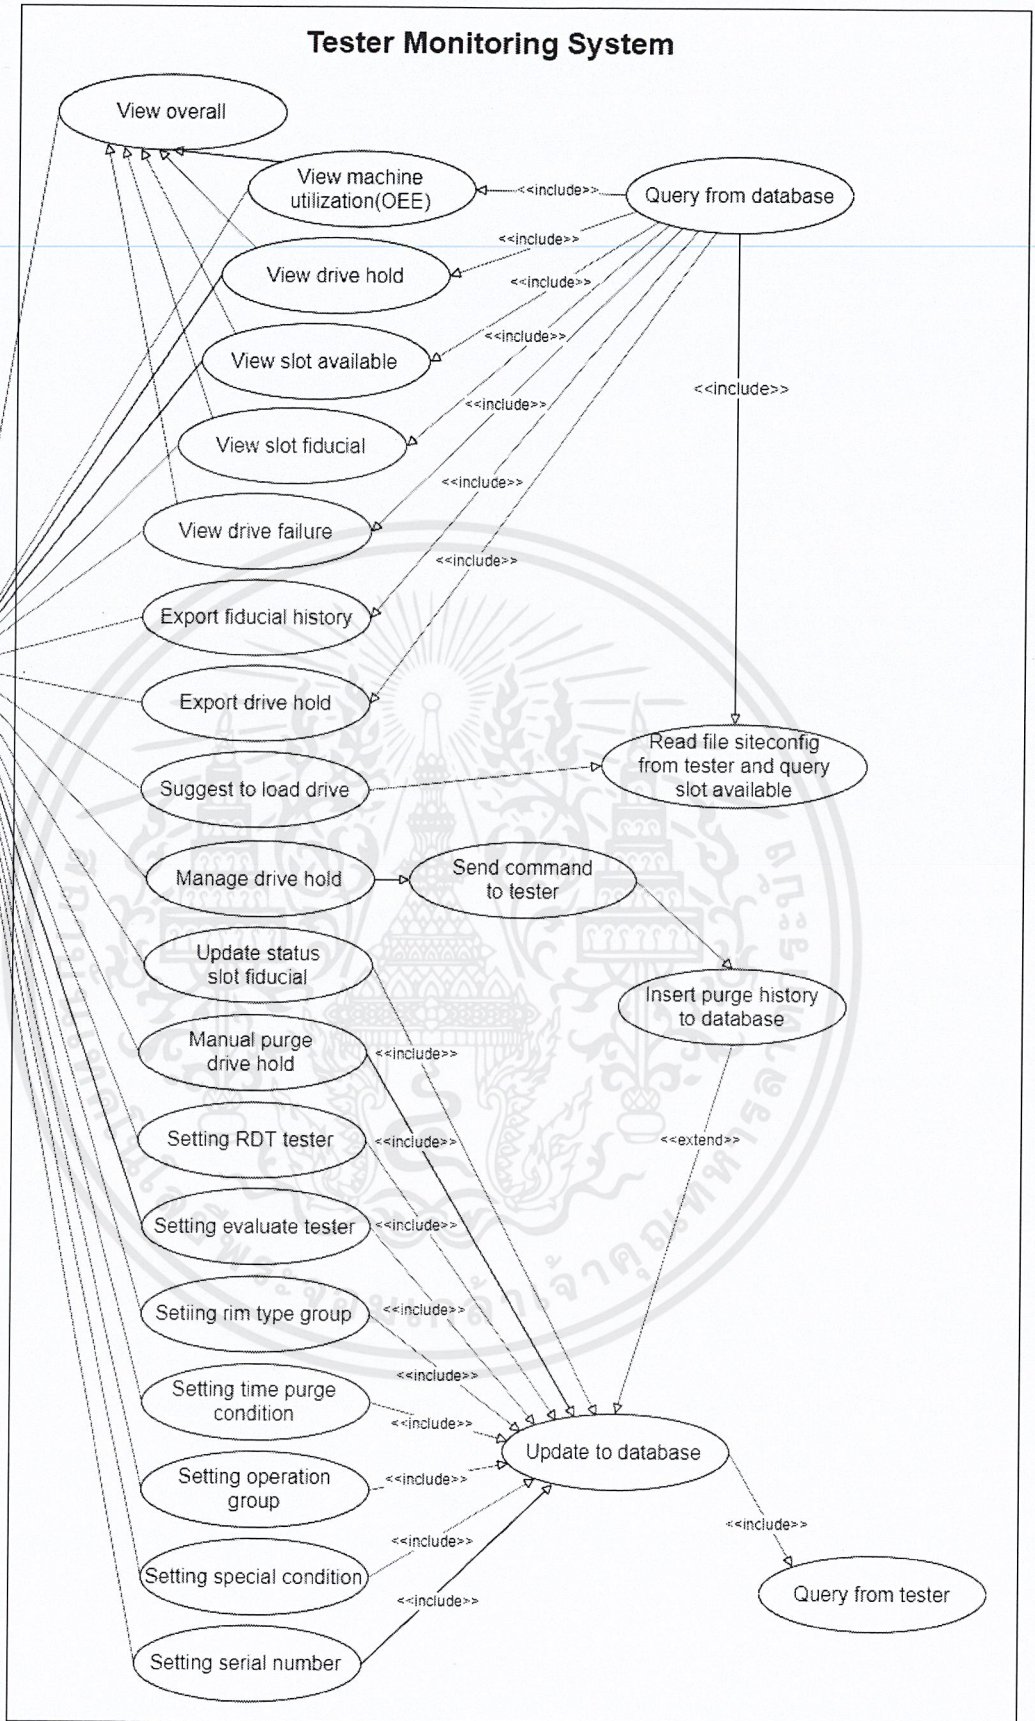 Tester Monitoring System
View overall
View machine
utilization(OEE)
<<include>>
Query from database
<<include>>
View drive hold
<<include>>
<<include>>
View slot available
<<include>>
<<include>>
View slot fiducial
<<include>>
View drive failure
<<include>>
Export fiducial history
Export drive hold
Read file siteconfig
from tester and query
slot available
Suggest to load drive
Manage drive hold
Send command
to tester
Update status
slot fiducial
Insert purge history
to database
Manual purge
drive hold
<<include>>
Setting RDT tester
<<include>>
<<extend>>
Setting evaluate tester
<<include>>
Setiing rim type group
<<include>>
<<include>>
Setting time purge
condition
<<include>>
Update to database
Setting operation
group
<<include>>
<<include>>
<<include>>
Setting special condition
<<include>>
Query from tester
Setting serial number